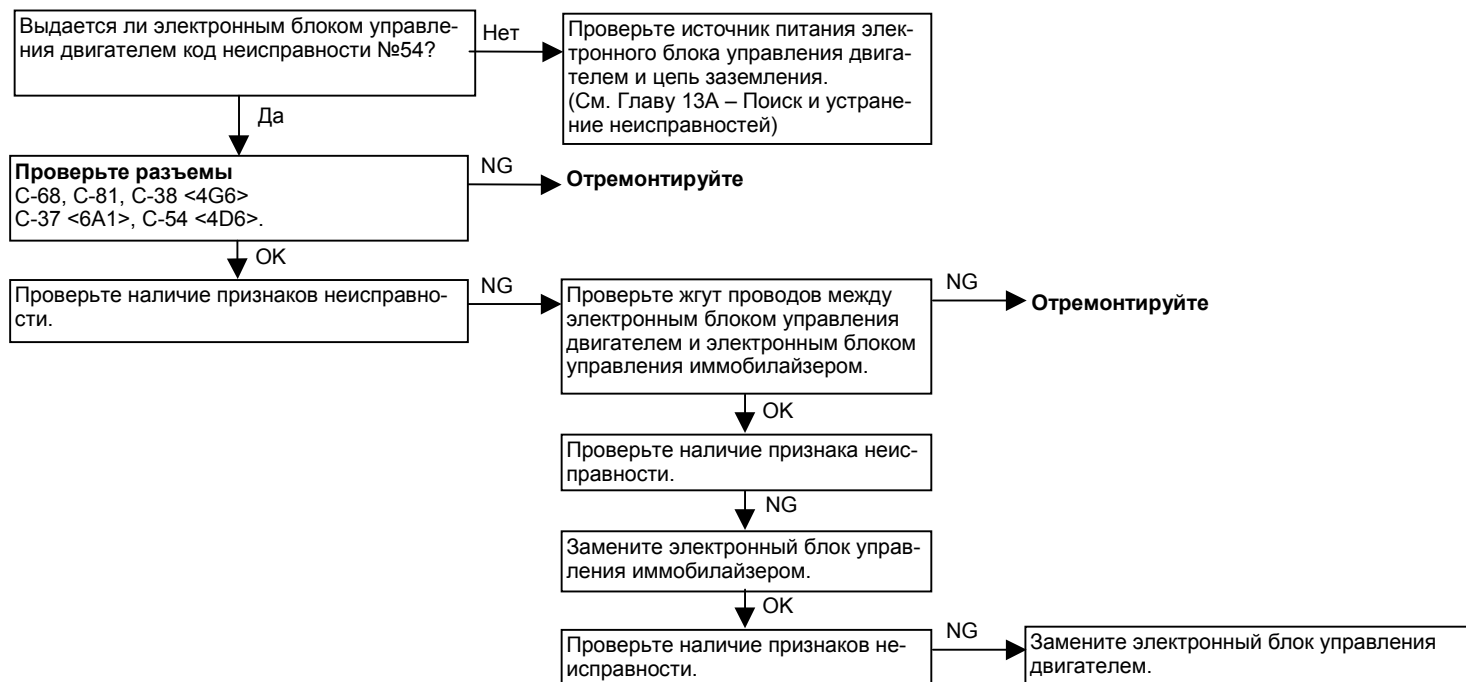 Выдается ли электронным блоком управле-
ния двигателем код неисправности №54?
Нет
Проверьте источник питания элек-
тронного блока управления двига-
телем и цепь заземления.
(См. Главу 13А – Поиск и устране-
ние неисправностей)
Да
Проверьте разъемы
С-68, С-81, С-38 <4G6>
С-37 <6A1>, С-54 <4D6>.
NG
Отремонтируйте
OK
Проверьте наличие признаков неисправно-
сти.
NG
Проверьте жгут проводов между
электронным блоком управления
двигателем и электронным блоком
управления иммобилайзером.
NG
Отремонтируйте
OK
Проверьте наличие признака неис-
правности.
NG
Замените электронный блок управ-
ления иммобилайзером.
OK
Проверьте наличие признаков не-
исправности.
NG
Замените электронный блок управления
двигателем.